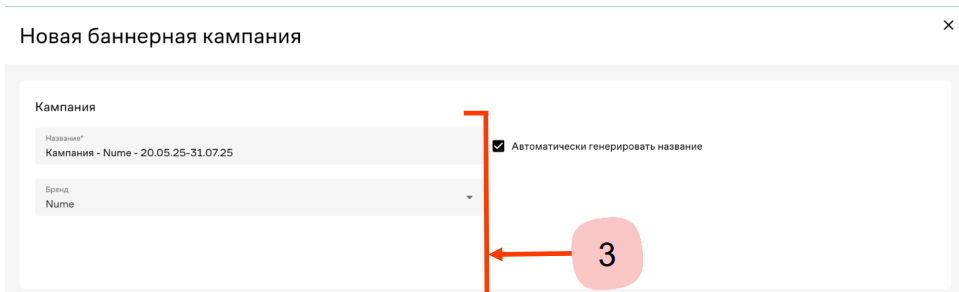 Новая баннерная кампания
Кампания
Название*
Кампания - Nume - 20.05.25-31.07.25
Автоматически генерировать название
Бренд
Nume
3